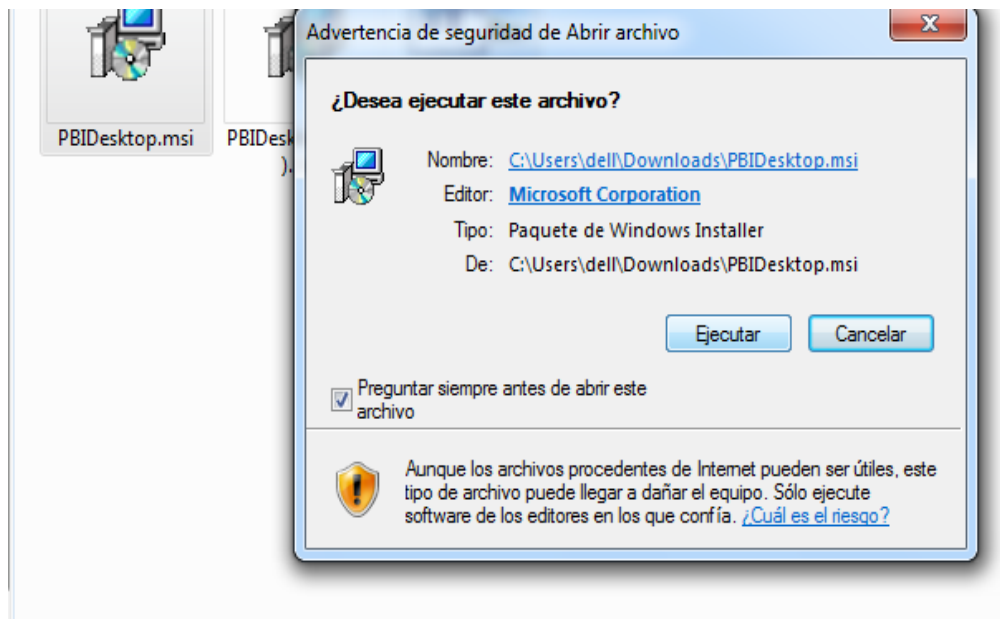 Advertencia de seguridad de Abrir archivo
¿Desea ejecutar este archivo?
PBIDesktop.msi
PBIDesk
).
Nombre: C:\Users\dell\Downloads\PBIDesktop.msi
Editor: Microsoft Corporation
Tipo: Paquete de Windows Installer
De: C:\Users\dell\Downloads\PBIDesktop.msi
Ejecutar Cancelar
Preguntar siempre antes de abrir este
archivo
Aunque los archivos procedentes de Internet pueden ser útiles, este
tipo de archivo puede llegar a dañar el equipo. Sólo ejecute
software de los editores en los que confía. ¿Cuál es el riesgo?